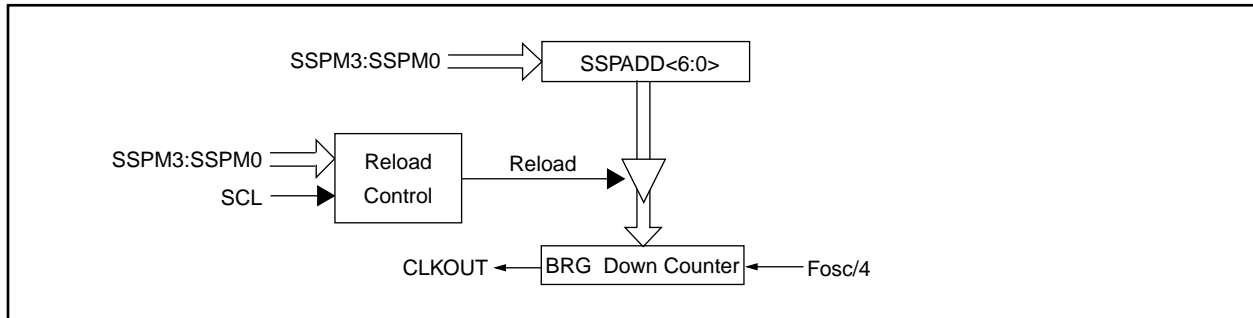 SSPM3:SSPM0
SSPADD<6:0>
SSPM3:SSPM0
SCL
Reload
Control
Reload
CLKOUT
BRG Down Counter
Fosc/4